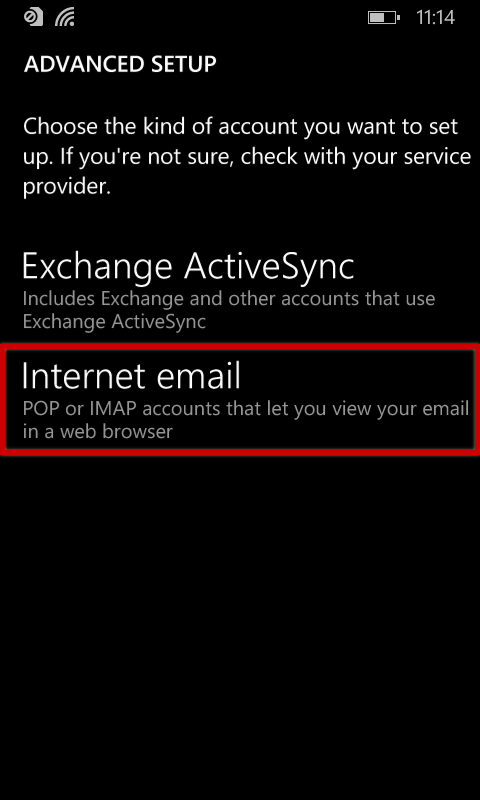 11:14
ADVANCED SETUP
Choose the kind of account you want to set
up. If you're not sure, check with your service
provider.
Exchange ActiveSync
Includes Exchange and other accounts that use
Exchange ActiveSync
Internet email
POP or IMAP accounts that let you view your email
in a web browser